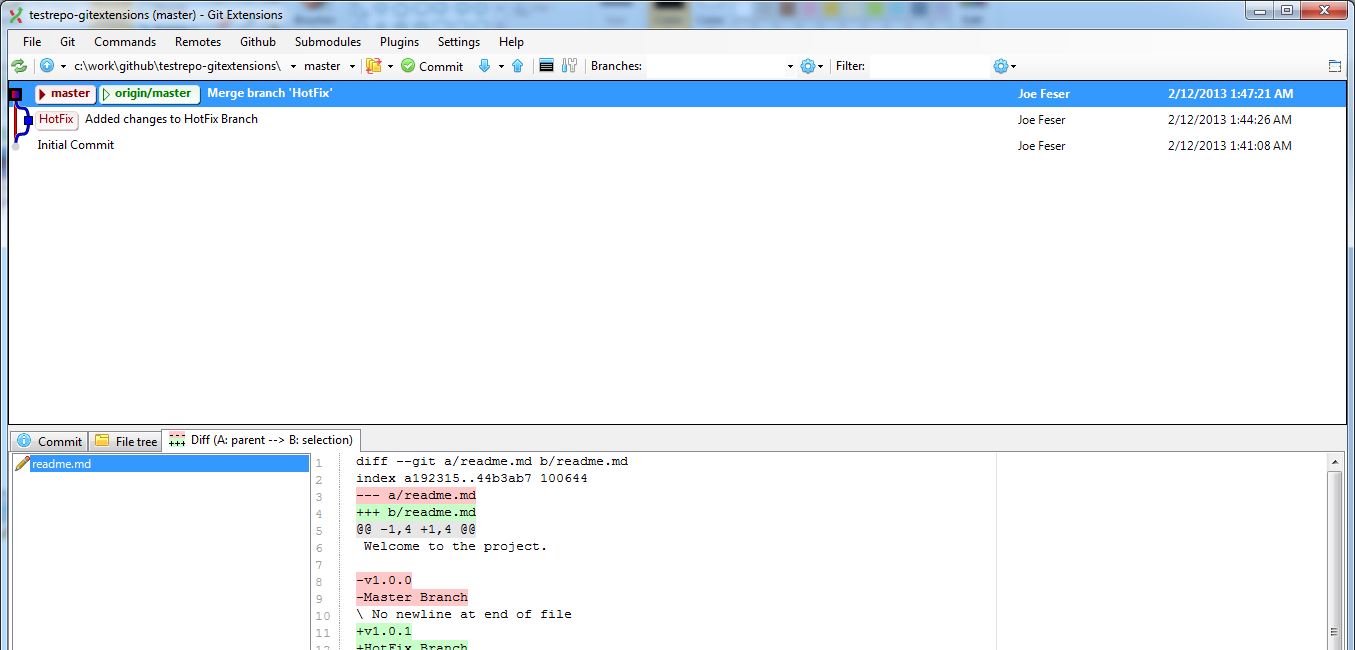 testrepo-gitextensions (master) - Git Extensions
File Git Commands Remotes Github Submodules Plugins Settings Help
c:\work\github\testrepo-gitextensions\ master Commit Branches: Filter:
master origin/master Merge branch 'HotFix' Joe Feser 2/12/2013 1:47:21 AM
HotFix Added changes to HotFix Branch Joe Feser 2/12/2013 1:44:26 AM
Initial Commit Joe Feser 2/12/2013 1:41:08 AM
Commit File tree Diff (A: parent --> B: selection)
readme.md
1 diff --git a/readme.md b/readme.md
2 index a192315..44b3ab7 100644
3 --- a/readme.md
4 +++ b/readme.md
5 @@ -1,4 +1,4 @@
6 Welcome to the project.
7
8 -v1.0.0
9 -Master Branch
10 \ No newline at end of file
11 +v1.0.1
12 +HotFix Branch